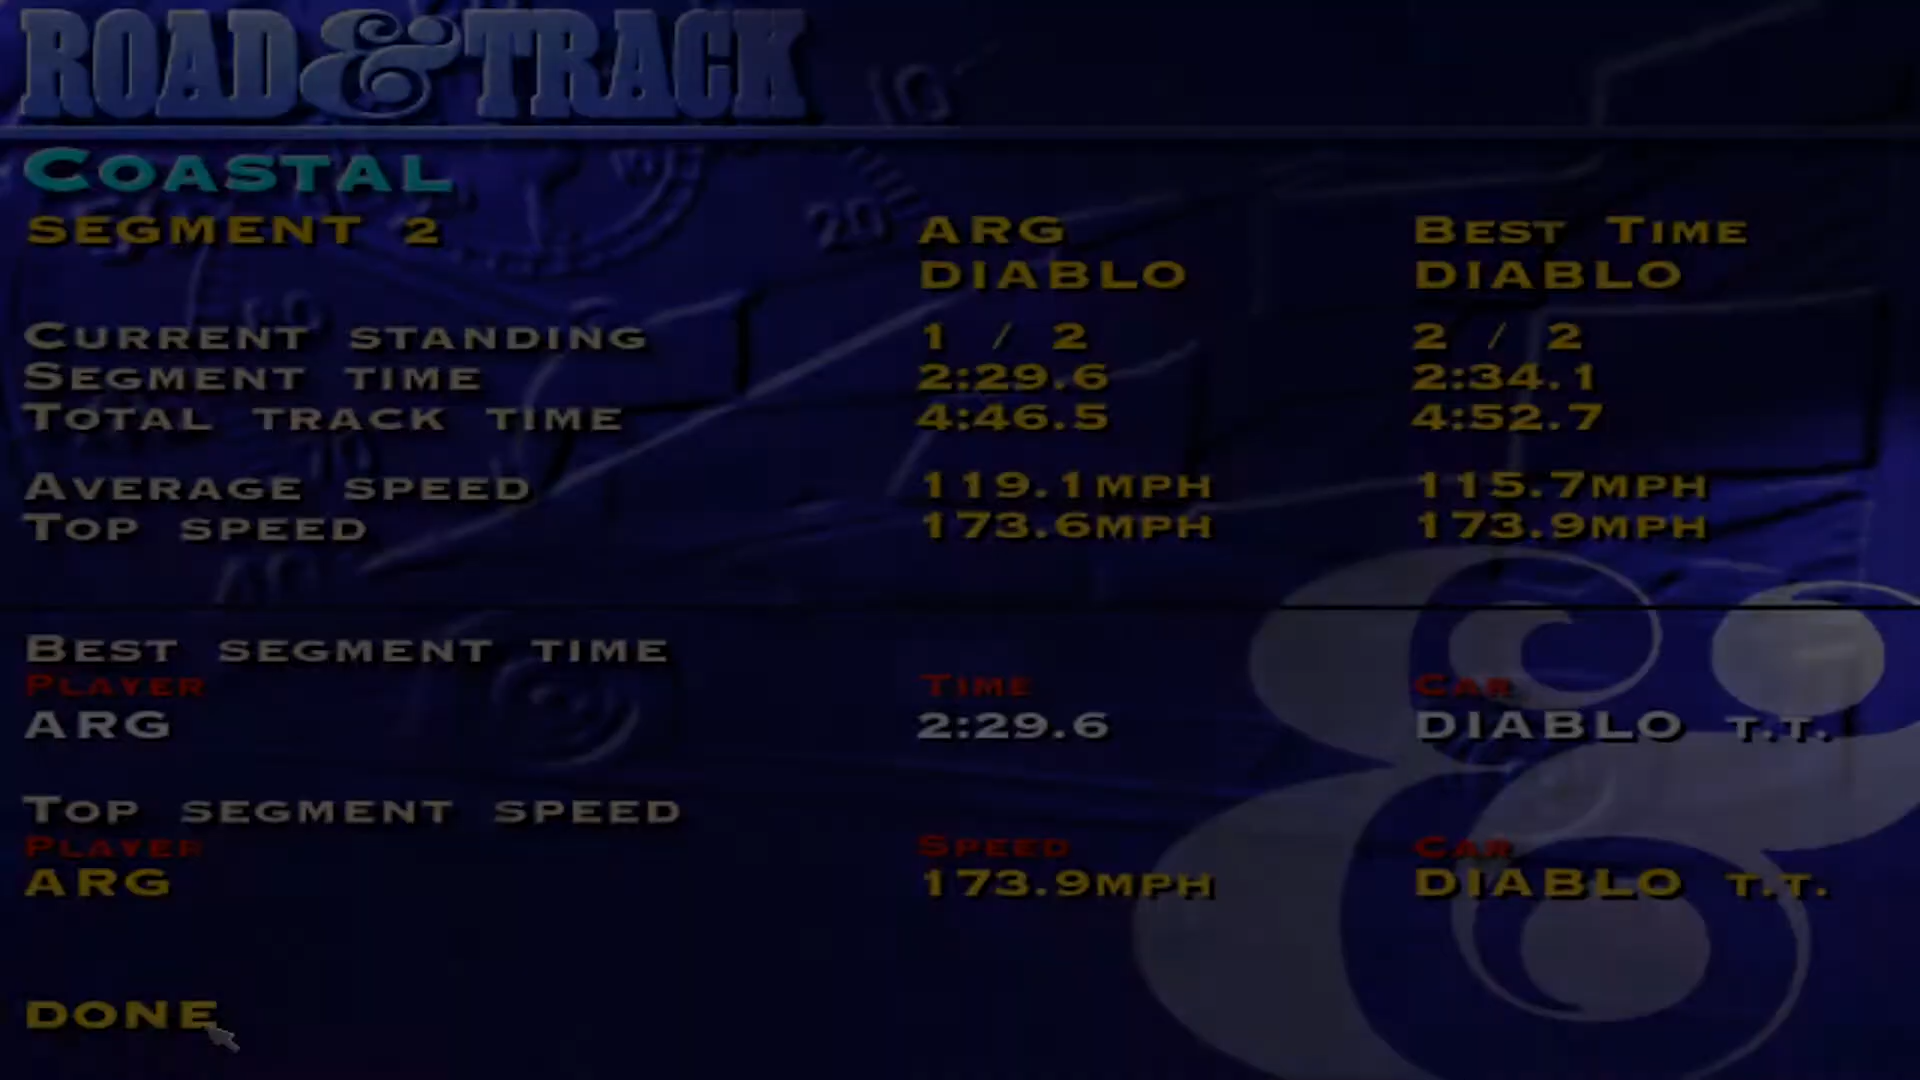 ROAD & TRACK
COASTAL
SEGMENT 2 ARG BEST TIME
DIABLO DIABLO
CURRENT STANDING 1 / 2 2 / 2
SEGMENT TIME 2:29.6 2:34.1
TOTAL TRACK TIME 4:46.5 4:52.7
AVERAGE SPEED 119.1MPH 115.7MPH
TOP SPEED 173.6MPH 173.9MPH
BEST SEGMENT TIME
PLAYER TIME CAR
ARG 2:29.6 DIABLO T.T.
TOP SEGMENT SPEED
PLAYER SPEED CAR
ARG 173.9MPH DIABLO T.T.
DONE